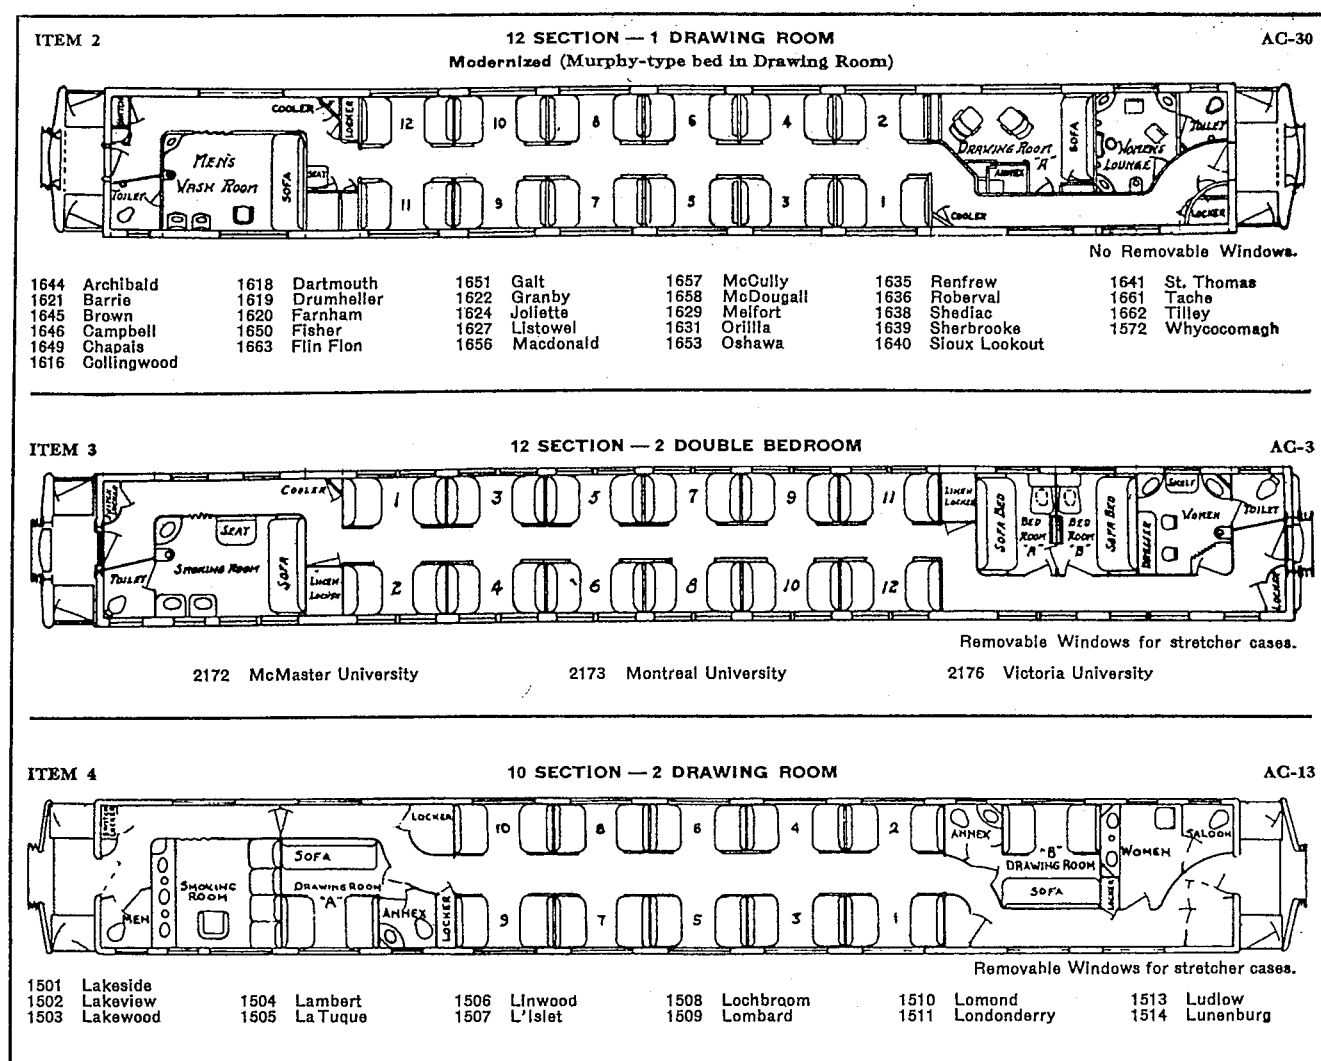 ITEM 2 12 SECTION — 1 DRAWING ROOM AC-30
Modernized (Murphy-type bed in Drawing Room)
COOLER LOCKER 12 10 8 6 4 2 DRAWING ROOM "A" ANNEX SOFA WOMEN'S LOUNGE TOILET
MEN'S WASH ROOM SOFA SEAT TOILET
11 9 7 5 3 1 COOLER LOCKER
No Removable Windows.
1644 Archibald 1618 Dartmouth 1651 Galt 1657 McCully 1635 Renfrew 1641 St. Thomas
1621 Barrie 1619 Drumheller 1622 Granby 1658 McDougall 1636 Roberval 1661 Tache
1645 Brown 1620 Farnham 1624 Joliette 1629 Melfort 1638 Shediac 1662 Tilley
1646 Campbell 1650 Fisher 1627 Listowel 1631 Orillia 1639 Sherbrooke 1572 Whycocomagh
1649 Chapais 1663 Flin Flon 1656 Macdonald 1653 Oshawa 1640 Sioux Lookout
1616 Collingwood
ITEM 3 12 SECTION — 2 DOUBLE BEDROOM AC-3
COOLER 1 3 5 7 9 11 LINEN LOCKER SOFA BED BED ROOM "A" BED ROOM "B" SOFA BED DRESSER SHELF WOMEN TOILET
SEAT SMOKING ROOM SOFA TOILET
LINEN LOCKER 2 4 6 8 10 12 LOCKER
Removable Windows for stretcher cases.
2172 McMaster University 2173 Montreal University 2176 Victoria University
ITEM 4 10 SECTION — 2 DRAWING ROOM AC-13
LOCKER 10 8 6 4 2 ANNEX "B" DRAWING ROOM SOFA LOCKER WOMEN SALOON
SMOKING ROOM SOFA DRAWING ROOM "A"
MEN ANNEX LOCKER 9 7 5 3 1
Removable Windows for stretcher cases.
1501 Lakeside
1502 Lakeview 1504 Lambert 1506 Linwood 1508 Lochbroom 1510 Lomond 1513 Ludlow
1503 Lakewood 1505 La Tuque 1507 L'Islet 1509 Lombard 1511 Londonderry 1514 Lunenburg